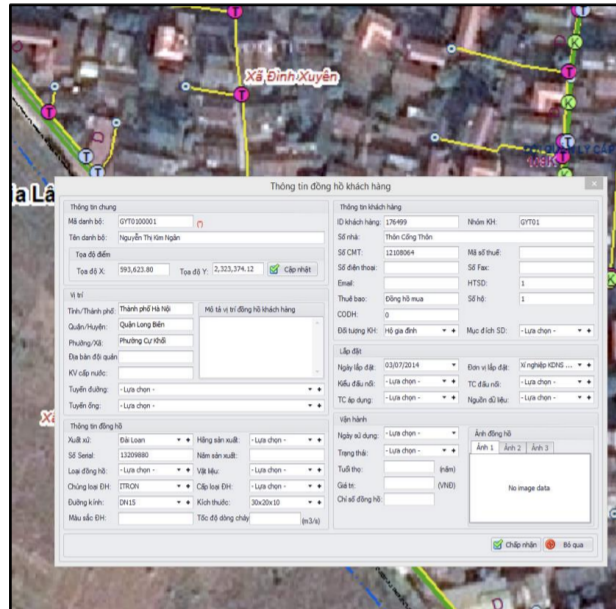 Xã Đình Xuyên
ia Lâ
Thông tin đồng hồ khách hàng
Thông tin chung
Mã danh bộ: GYT0100001
Tên danh bộ: Nguyễn Thị Kim Ngân
Tọa độ điểm
Tọa độ X: 593,623.80 Tọa độ Y: 2,323,374.12 Cập nhật
Vị trí
Tỉnh/Thành phố: Thành phố Hà Nội Mô tả vị trí đồng hồ khách hàng
Quận/Huyện: Quận Long Biên
Phường/Xã: Phường Cự Khối
Địa bàn đội quản
KV cấp nước:
Tuyến đường: - Lựa chọn -
Tuyến ống: - Lựa chọn -
Thông tin đồng hồ
Xuất xứ: Đài Loan Hãng sản xuất: - Lựa chọn -
Số Serial: 13209880 Năm sản xuất:
Loại đồng hồ: - Lựa chọn - Vật liệu: - Lựa chọn -
Chủng loại ĐH: ITRON Cấp loại ĐH: - Lựa chọn -
Đường kính: DN15 Kích thước: 30x20x10
Màu sắc ĐH: Tốc độ dòng chảy (m3/s)
Thông tin khách hàng
ID khách hàng: 176499 Nhóm KH: GYT01
Số nhà: Thôn Cống Thôn
Số CMT: 12108064 Mã số thuế:
Số điện thoại: Số Fax:
Email: HTSD: 1
Thuê bao: Đồng hồ mua Số hộ: 1
CODH: 0
Đối tượng KH: Hộ gia đình Mục đích SD: - Lựa chọn -
Lắp đặt
Ngày lắp đặt: 03/07/2014 Đơn vị lắp đặt: Xí nghiệp KDNS ...
Kiểu đấu nối: - Lựa chọn - TC đấu nối: - Lựa chọn -
TC áp dụng: - Lựa chọn - Nguồn dữ liệu: - Lựa chọn -
Vận hành
Ngày sử dụng: - Lựa chọn -
Trạng thái: - Lựa chọn -
Tuổi thọ: (năm)
Giá trị: (VNĐ)
Chỉ số đồng hồ:
Ảnh đồng hồ
Ảnh 1 Ảnh 2 Ảnh 3
No image data
Chấp nhận Bỏ qua